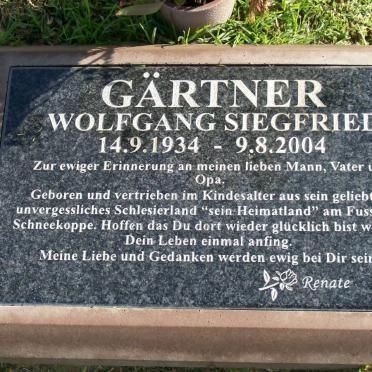 GÄRTNER
WOLFGANG SIEGFRIED
14.9.1934 - 9.8.2004
Zur ewiger Erinnerung an meinen lieben Mann, Vater u
Opa.
Geboren und vertrieben im Kindesalter aus sein geliebt
unvergessliches Schlesierland "sein Heimatland" am Fuss
Schneekoppe. Hoffen das Du dort wieder glücklich bist w
Dein Leben einmal anfing.
Meine Liebe und Gedanken werden ewig bei Dir sein
Renate